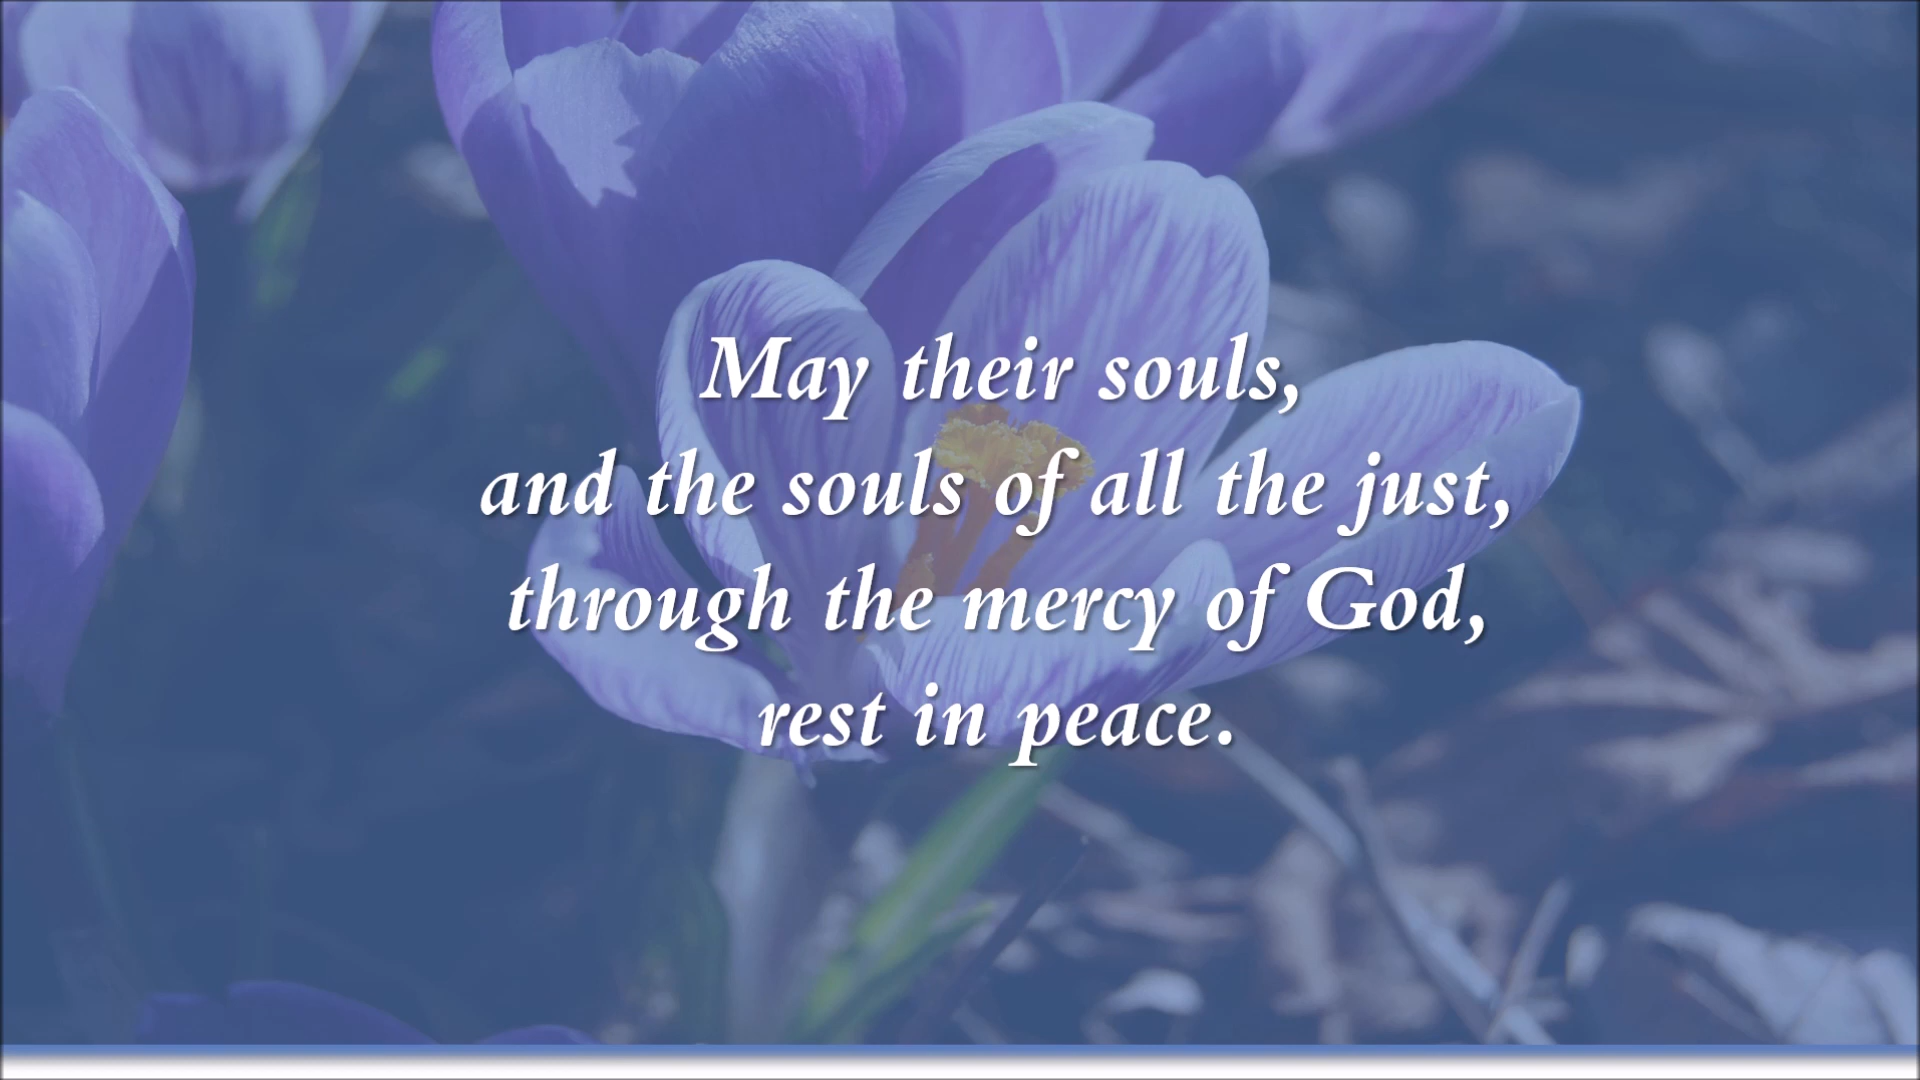 May their souls,
and the souls of all the just,
through the mercy of God,
rest in peace.